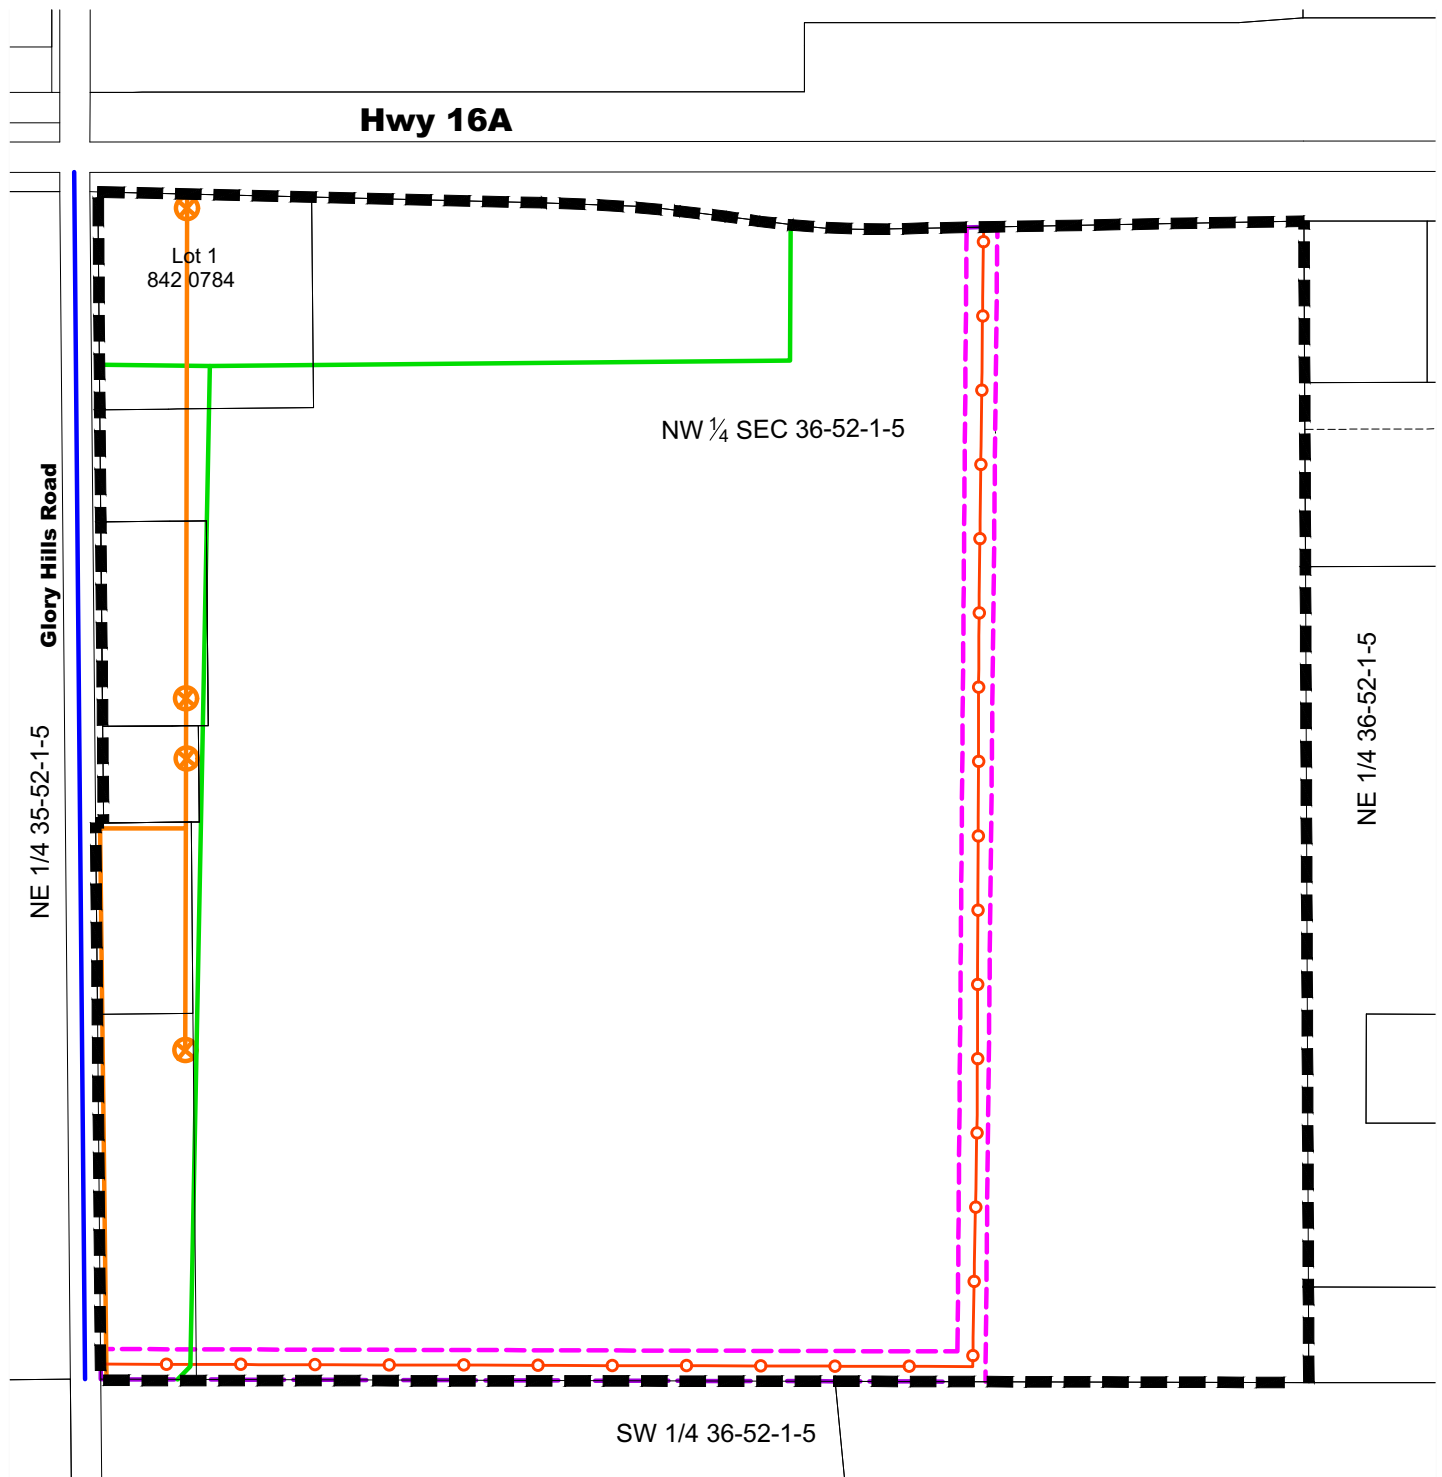 Hwy 16A
Lot 1
842 0784
NW 1/4 SEC 36-52-1-5
Glory Hills Road
NE 1/4 35-52-1-5
NE 1/4 36-52-1-5
SW 1/4 36-52-1-5